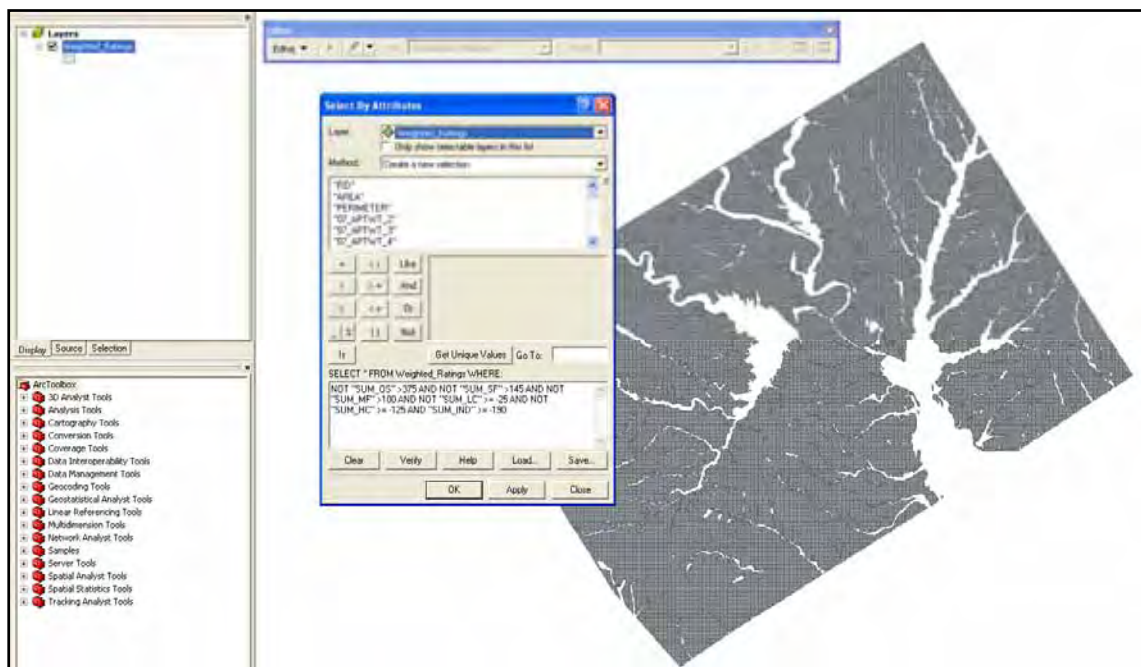 Layers
Weighted_Ratings
Display Source Selection
ArcToolbox
3D Analyst Tools
Analysis Tools
Cartography Tools
Conversion Tools
Coverage Tools
Data Interoperability Tools
Data Management Tools
Geocoding Tools
Geostatistical Analyst Tools
Linear Referencing Tools
Multidimension Tools
Network Analyst Tools
Samples
Server Tools
Spatial Analyst Tools
Spatial Statistics Tools
Tracking Analyst Tools
Editor
Select By Attributes
Layer: Weighted_Ratings
Only show selectable layers in this list
Method: Create a new selection
"FID"
"AREA"
"PERIMETER"
"07_APTWT_2"
"07_APTWT_3"
"07_APTWT_4"
Like
And
Or
Not
Is Get Unique Values Go To:
SELECT * FROM Weighted_Ratings WHERE:
NOT "SUM_OS" >375 AND NOT "SUM_SF" >145 AND NOT
"SUM_MF" >100 AND NOT "SUM_LC" >= -25 AND NOT
"SUM_HC" >= -125 AND "SUM_IND" >= -190
Clear Verify Help Load... Save...
OK Apply Close